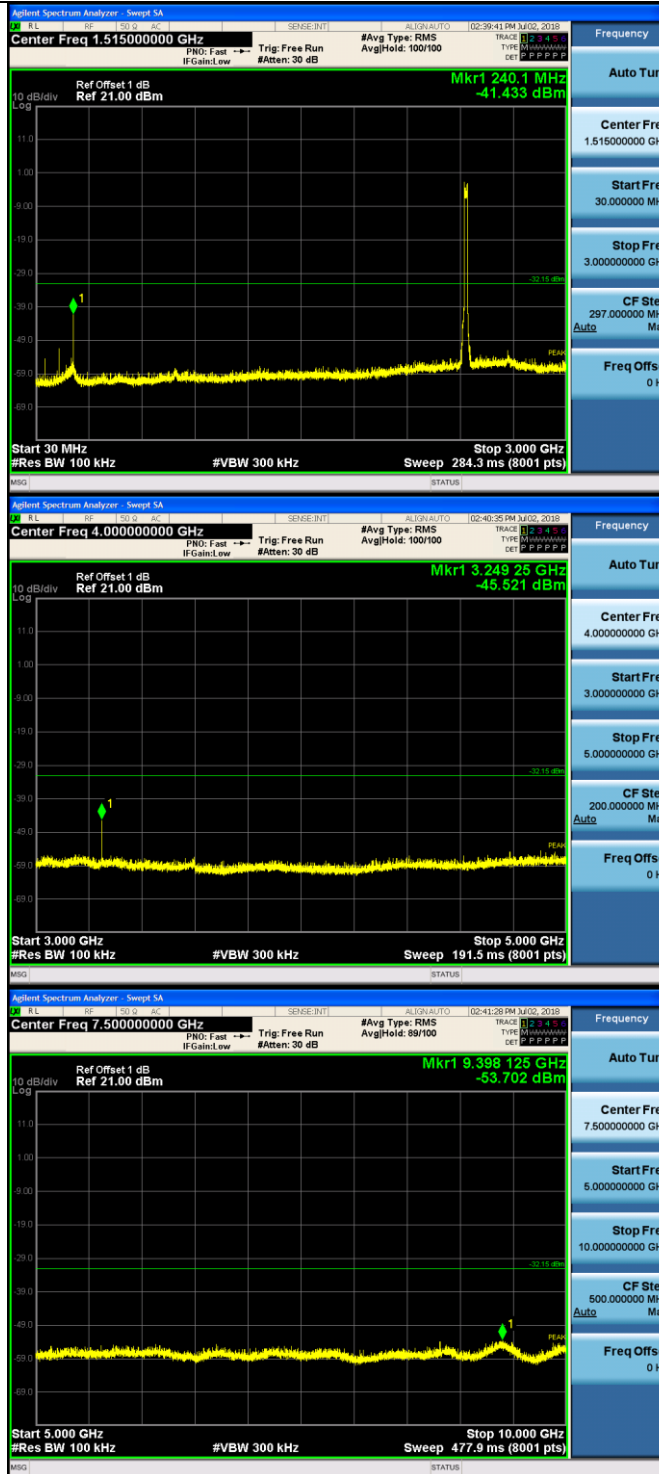 Agilent Spectrum Analyzer - Swept SA
RL RF 50 Ω AC SENSE:INT ALIGNAUTO 02:39:41 PM Jul 02, 2018
Center Freq 1.515000000 GHz
PNO: Fast
IFGain:Low
Trig: Free Run
#Atten: 30 dB
#Avg Type: RMS
Avg|Hold: 100/100
TRACE 1 2 3 4 5 6
TYPE M
DET P P P P P P
Frequency
Mkr1 240.1 MHz
-41.433 dBm
Ref Offset 1 dB
10 dB/div Ref 21.00 dBm
Log
11.0
1.00
-9.00
-19.0
-29.0
-32.15 dBm
-39.0
1
-49.0
PEAK
-59.0
-69.0
Start 30 MHz Stop 3.000 GHz
#Res BW 100 kHz #VBW 300 kHz Sweep 284.3 ms (8001 pts)
MSG STATUS
Auto Tun
Center Fre
1.515000000 GH
Start Fre
30.000000 MH
Stop Fre
3.000000000 GH
CF Ste
297.000000 MH
Auto Ma
Freq Offse
0 H
Agilent Spectrum Analyzer - Swept SA
RL RF 50 Ω AC SENSE:INT ALIGNAUTO 02:40:35 PM Jul 02, 2018
Center Freq 4.000000000 GHz
PNO: Fast
IFGain:Low
Trig: Free Run
#Atten: 30 dB
#Avg Type: RMS
Avg|Hold: 100/100
TRACE 1 2 3 4 5 6
TYPE M
DET P P P P P P
Frequency
Mkr1 3.249 25 GHz
-45.521 dBm
Ref Offset 1 dB
10 dB/div Ref 21.00 dBm
Log
11.0
1.00
-9.00
-19.0
-29.0
-32.15 dBm
-39.0
1
-49.0
PEAK
-59.0
-69.0
Start 3.000 GHz Stop 5.000 GHz
#Res BW 100 kHz #VBW 300 kHz Sweep 191.5 ms (8001 pts)
MSG STATUS
Auto Tun
Center Fre
4.000000000 GH
Start Fre
3.000000000 GH
Stop Fre
5.000000000 GH
CF Ste
200.000000 MH
Auto Ma
Freq Offse
0 H
Agilent Spectrum Analyzer - Swept SA
RL RF 50 Ω AC SENSE:INT ALIGNAUTO 02:41:28 PM Jul 02, 2018
Center Freq 7.500000000 GHz
PNO: Fast
IFGain:Low
Trig: Free Run
#Atten: 30 dB
#Avg Type: RMS
Avg|Hold: 89/100
TRACE 1 2 3 4 5 6
TYPE M
DET P P P P P P
Frequency
Mkr1 9.398 125 GHz
-53.702 dBm
Ref Offset 1 dB
10 dB/div Ref 21.00 dBm
Log
11.0
1.00
-9.00
-19.0
-29.0
-32.15 dBm
-39.0
-49.0
1
PEAK
-59.0
-69.0
Start 5.000 GHz Stop 10.000 GHz
#Res BW 100 kHz #VBW 300 kHz Sweep 477.9 ms (8001 pts)
MSG STATUS
Auto Tun
Center Fre
7.500000000 GH
Start Fre
5.000000000 GH
Stop Fre
10.000000000 GH
CF Ste
500.000000 MH
Auto Ma
Freq Offse
0 H